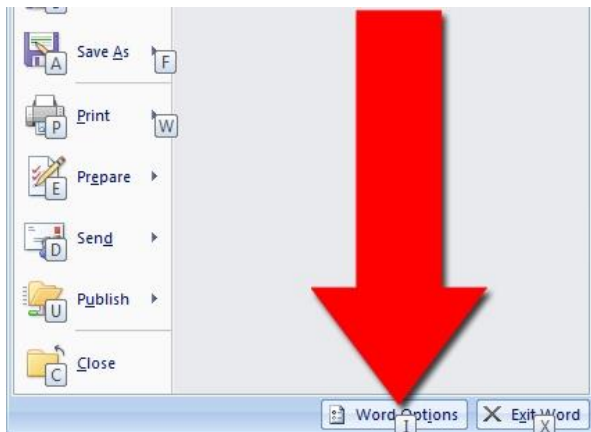 Save As
A
F
Print
P
W
Prepare
E
Send
D
Publish
U
Close
C
Word Options
I
Exit Word
X